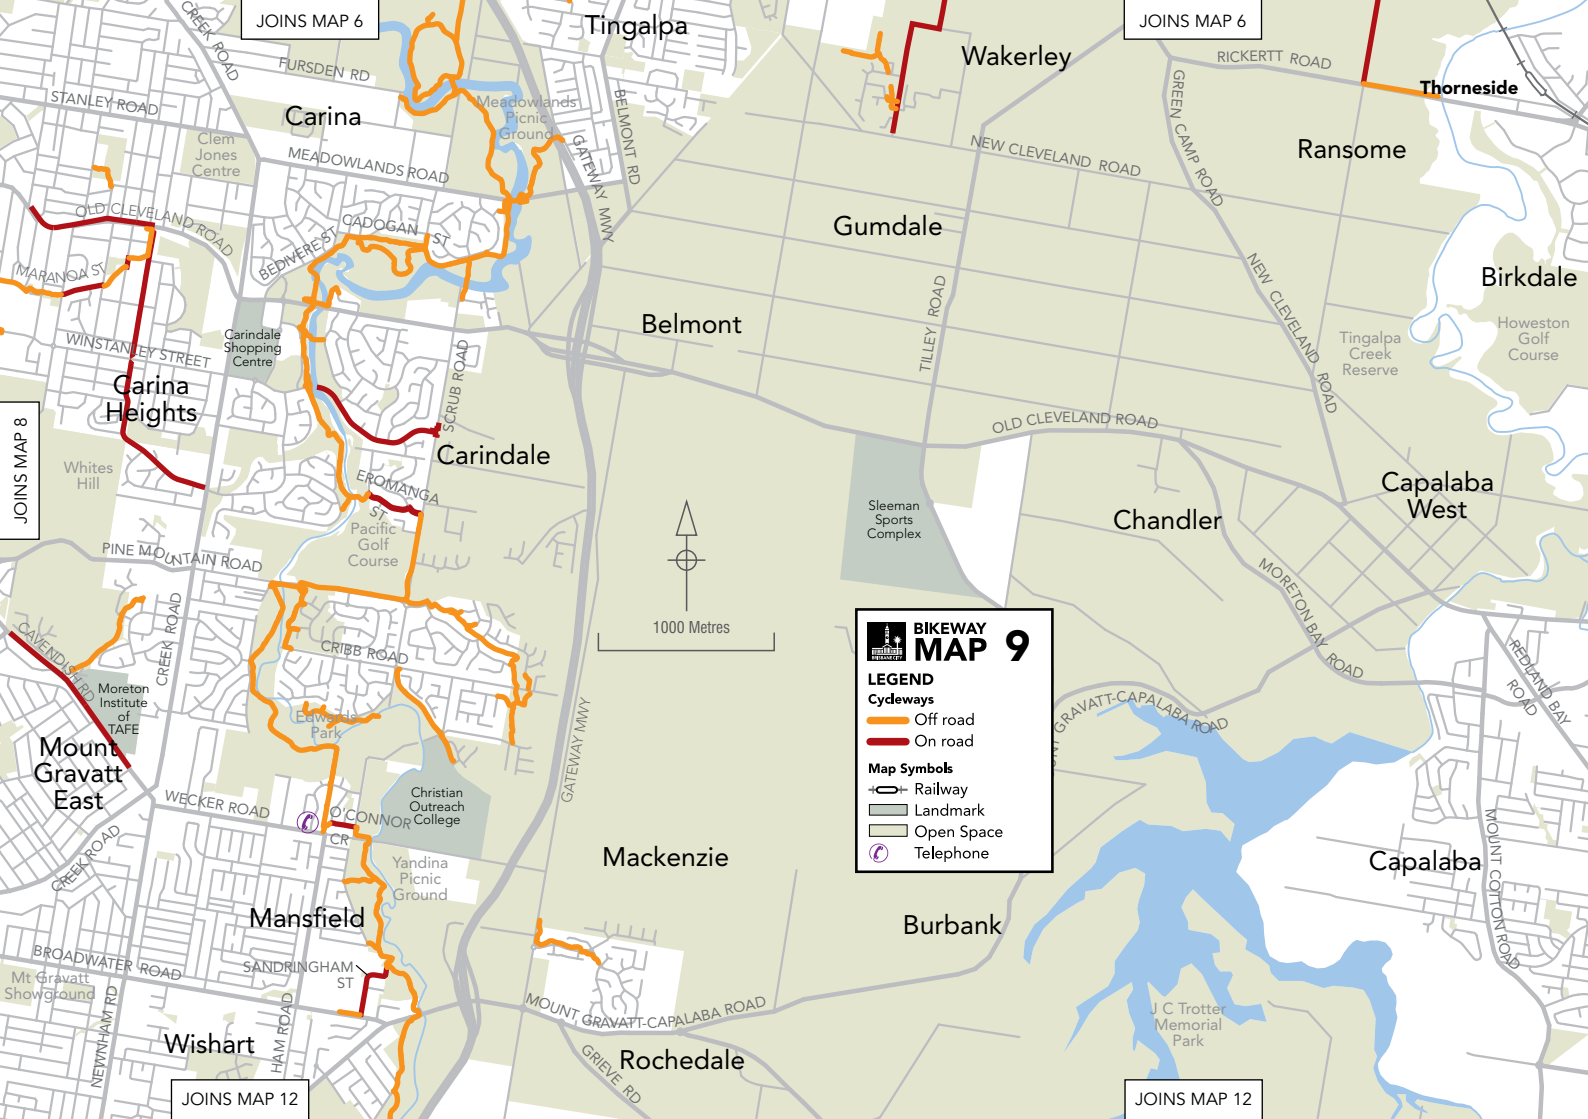 JOINS MAP 6
JOINS MAP 6
Tingalpa
Wakerley
CREEK ROAD
FURSDEN RD
RICKERTT ROAD
Thorneside
STANLEY ROAD
Carina
Meadowlands
Picnic
Ground
BELMONT RD
GREEN CAMP ROAD
Clem
Jones
Centre
MEADOWLANDS ROAD
GATEWAY MWY
NEW CLEVELAND ROAD
Ransome
OLD CLEVELAND ROAD
CADOGAN ST
Gumdale
BEDIVERE ST
MARANOA ST
NEW CLEVELAND ROAD
Birkdale
Belmont
TILLEY ROAD
Carindale
Shopping
Centre
WINSTANLEY STREET
SCRUB ROAD
Tingalpa
Creek
Reserve
Howeston
Golf
Course
Carina
Heights
JOINS MAP 8
OLD CLEVELAND ROAD
Carindale
Whites
Hill
EROMANGA
ST
Capalaba
West
Sleeman
Sports
Complex
Chandler
Pacific
Golf
Course
PINE MOUNTAIN ROAD
MORETON BAY ROAD
1000 Metres
CREEK ROAD
CAVENDISH RD
CRIBB ROAD
REDLAND BAY
ROAD
BRISBANE CITY
BIKEWAY
MAP 9
LEGEND
Cycleways
Off road
On road
Map Symbols
Railway
Landmark
Open Space
Telephone
Moreton
Institute
of
TAFE
Edwards
Park
MOUNT GRAVATT-CAPALABA ROAD
Mount
Gravatt
East
GATEWAY MWY
Christian
Outreach
College
WECKER ROAD
O'CONNOR
CR
MOUNT COTTON ROAD
CREEK ROAD
Mackenzie
Capalaba
Yandina
Picnic
Ground
Mansfield
Burbank
BROADWATER ROAD
SANDRINGHAM
ST
Mt Gravatt
Showground
NEWNHAM RD
HAM ROAD
MOUNT GRAVATT-CAPALABA ROAD
J C Trotter
Memorial
Park
Wishart
Rochedale
GRIEVE RD
JOINS MAP 12
JOINS MAP 12